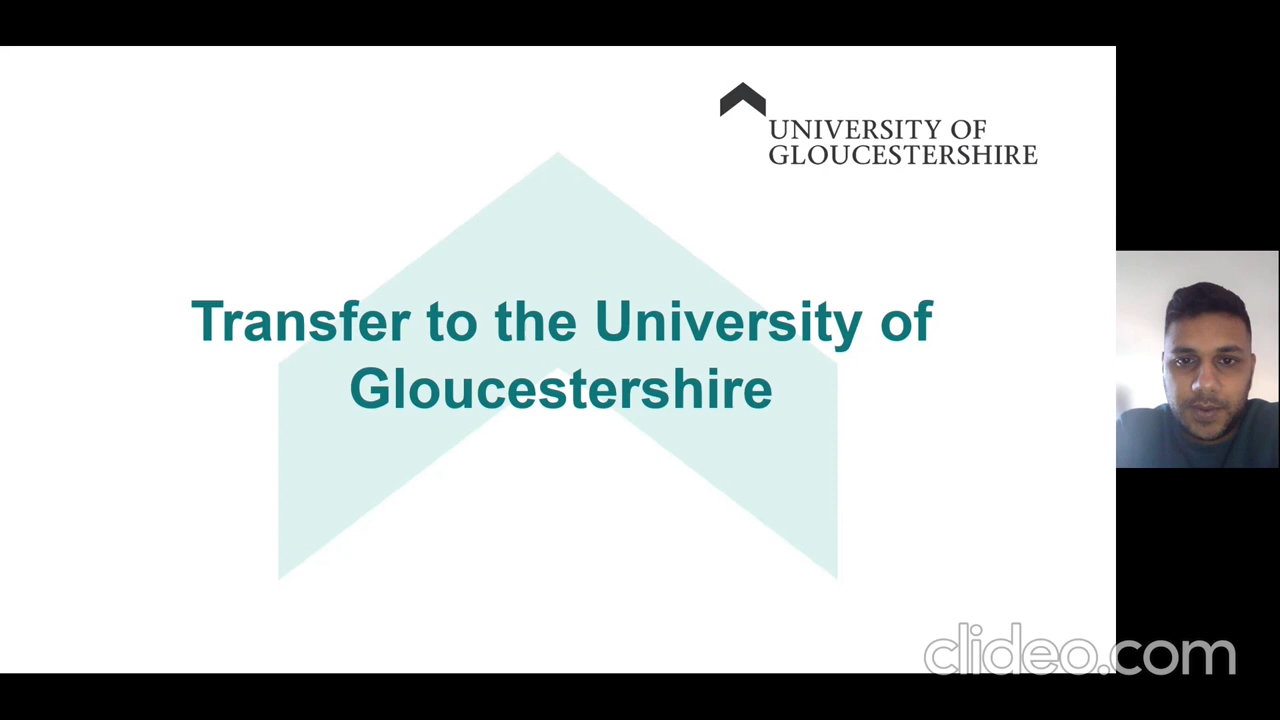 UNIVERSITY OF
GLOUCESTERSHIRE
Transfer to the University of
Gloucestershire
clideo.com